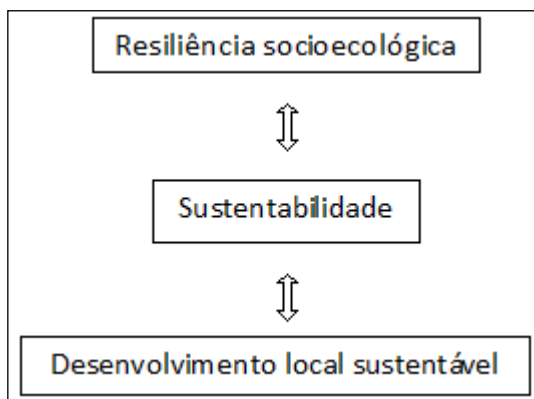 Resiliência socioecológica
Sustentabilidade
Desenvolvimento local sustentável